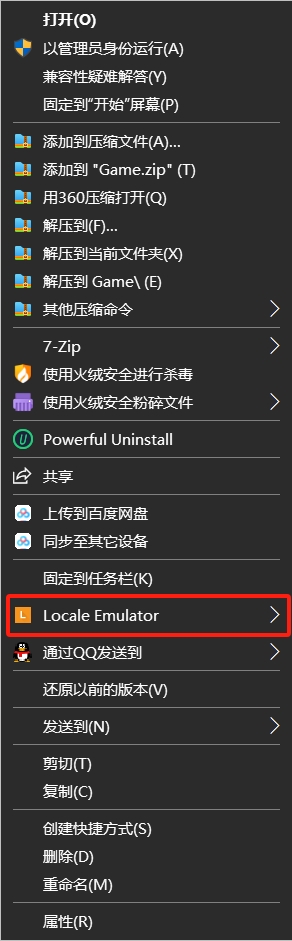 打开(O)
以管理员身份运行(A)
兼容性疑难解答(Y)
固定到“开始”屏幕(P)
添加到压缩文件(A)...
添加到 "Game.zip" (T)
用360压缩打开(Q)
解压到(F)...
解压到当前文件夹(X)
解压到 Game\ (E)
其他压缩命令
7-Zip
使用火绒安全进行杀毒
使用火绒安全粉碎文件
Powerful Uninstall
共享
上传到百度网盘
同步至其它设备
固定到任务栏(K)
Locale Emulator
通过QQ发送到
还原以前的版本(V)
发送到(N)
剪切(T)
复制(C)
创建快捷方式(S)
删除(D)
重命名(M)
属性(R)